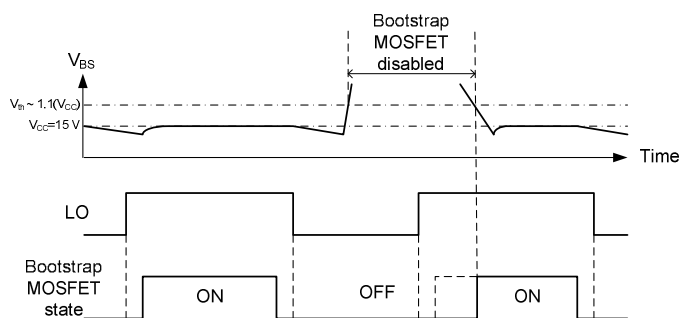 Bootstrap
MOSFET
disabled
V_BS
V_th ~ 1.1(V_CC)
V_CC=15 V
Time
LO
Bootstrap
MOSFET
state
ON
OFF
ON